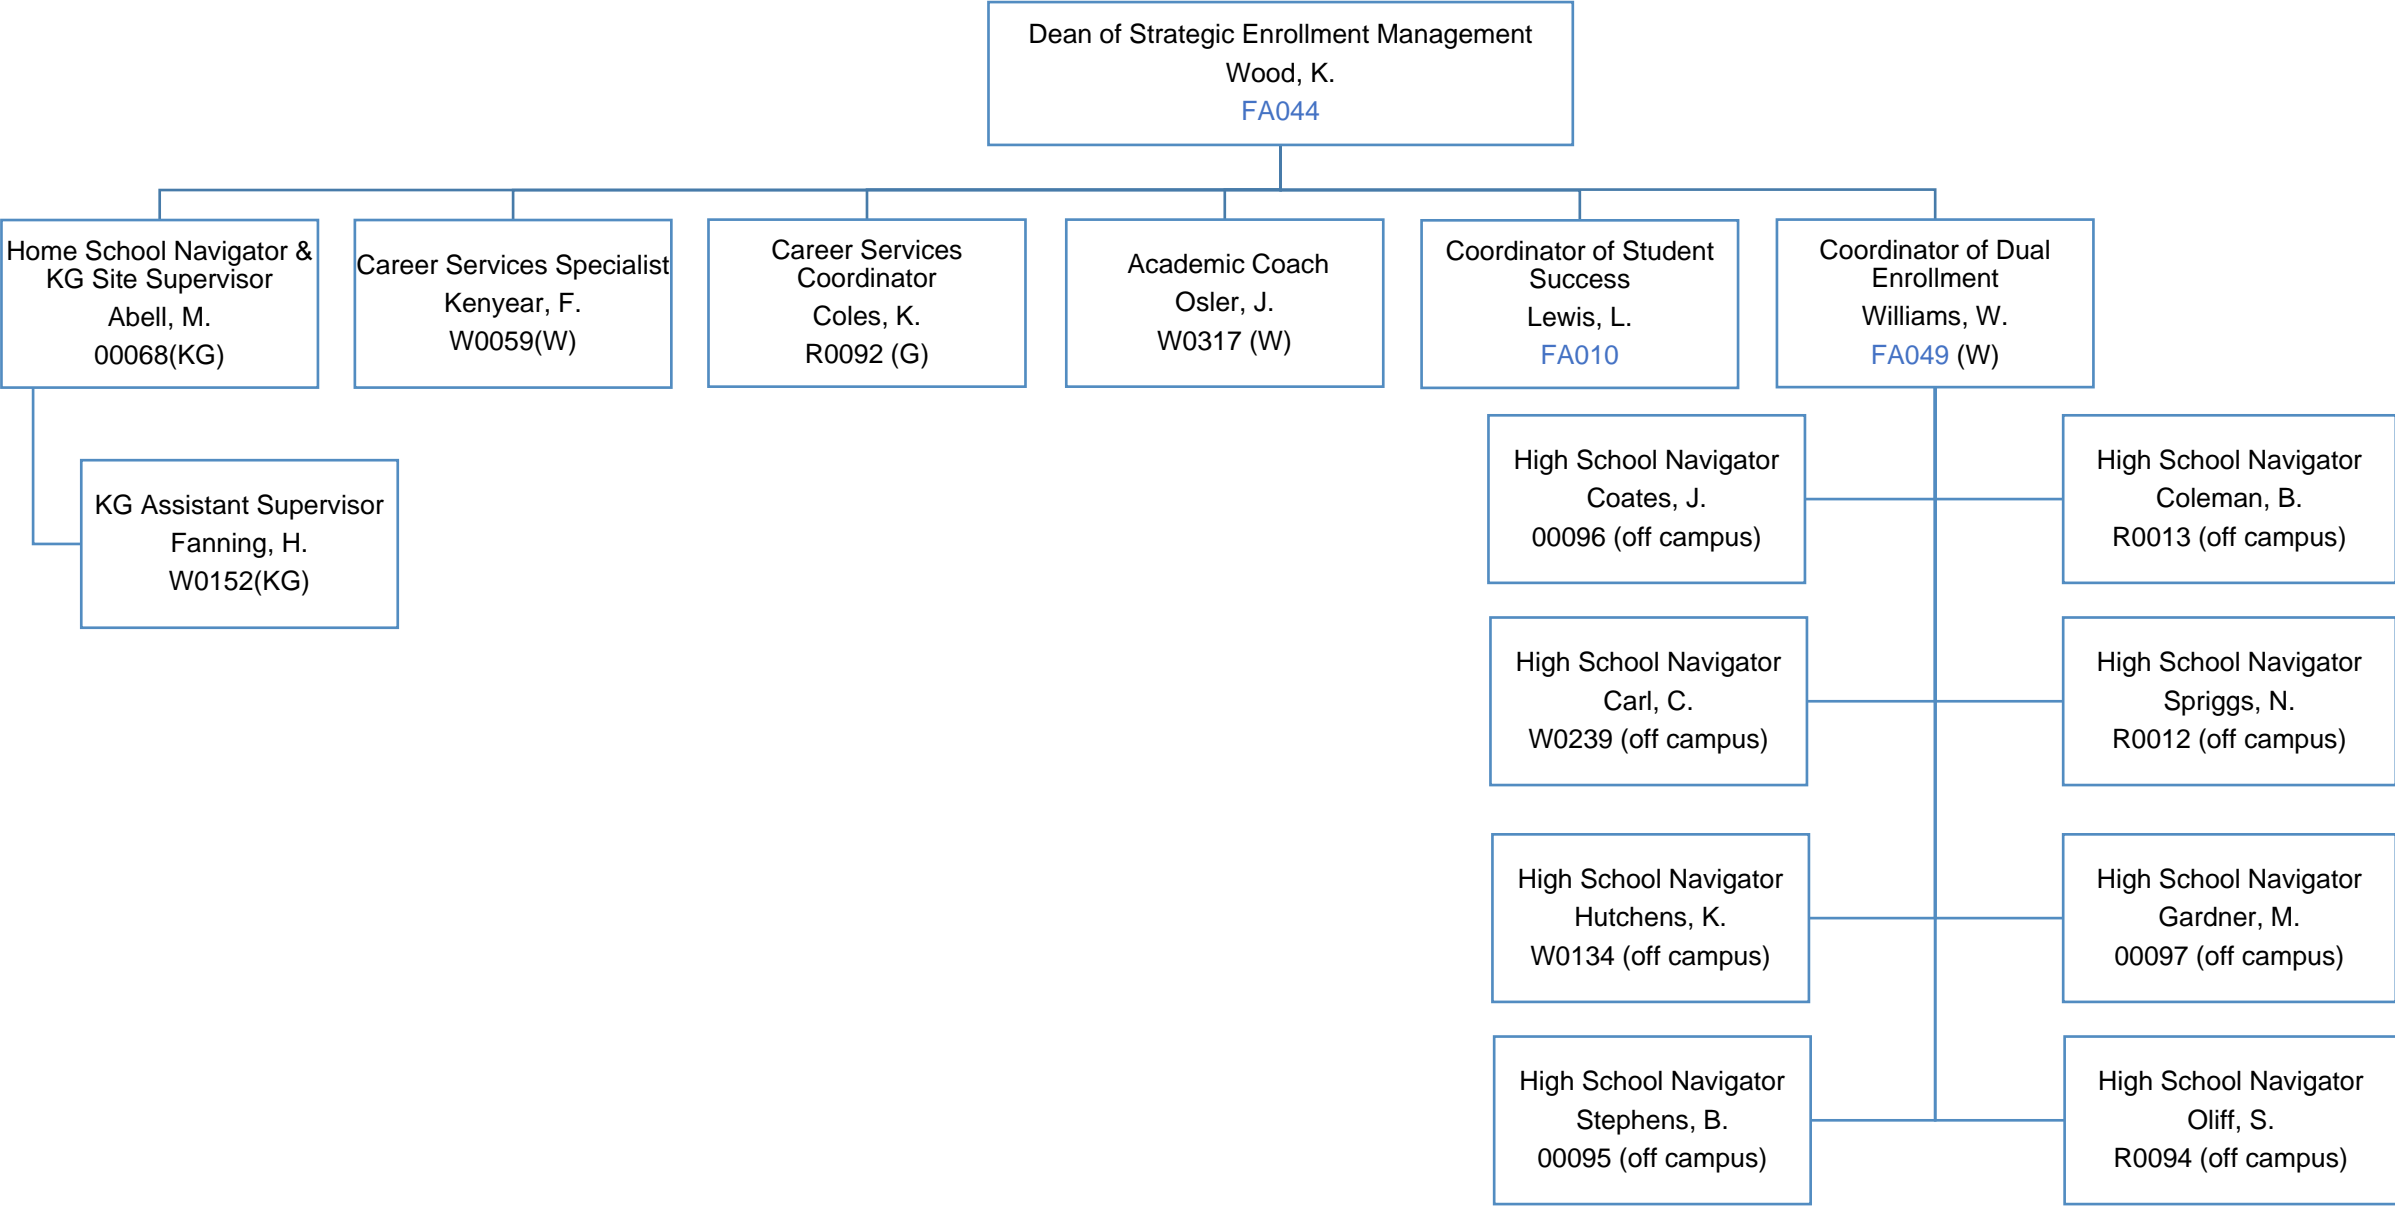 Dean of Strategic Enrollment Management
Wood, K.
FA044
Home School Navigator &
KG Site Supervisor
Abell, M.
00068(KG)
Career Services Specialist
Kenyear, F.
W0059(W)
Career Services
Coordinator
Coles, K.
R0092 (G)
Academic Coach
Osler, J.
W0317 (W)
Coordinator of Student
Success
Lewis, L.
FA010
Coordinator of Dual
Enrollment
Williams, W.
FA049 (W)
KG Assistant Supervisor
Fanning, H.
W0152(KG)
High School Navigator
Coates, J.
00096 (off campus)
High School Navigator
Coleman, B.
R0013 (off campus)
High School Navigator
Carl, C.
W0239 (off campus)
High School Navigator
Spriggs, N.
R0012 (off campus)
High School Navigator
Hutchens, K.
W0134 (off campus)
High School Navigator
Gardner, M.
00097 (off campus)
High School Navigator
Stephens, B.
00095 (off campus)
High School Navigator
Oliff, S.
R0094 (off campus)